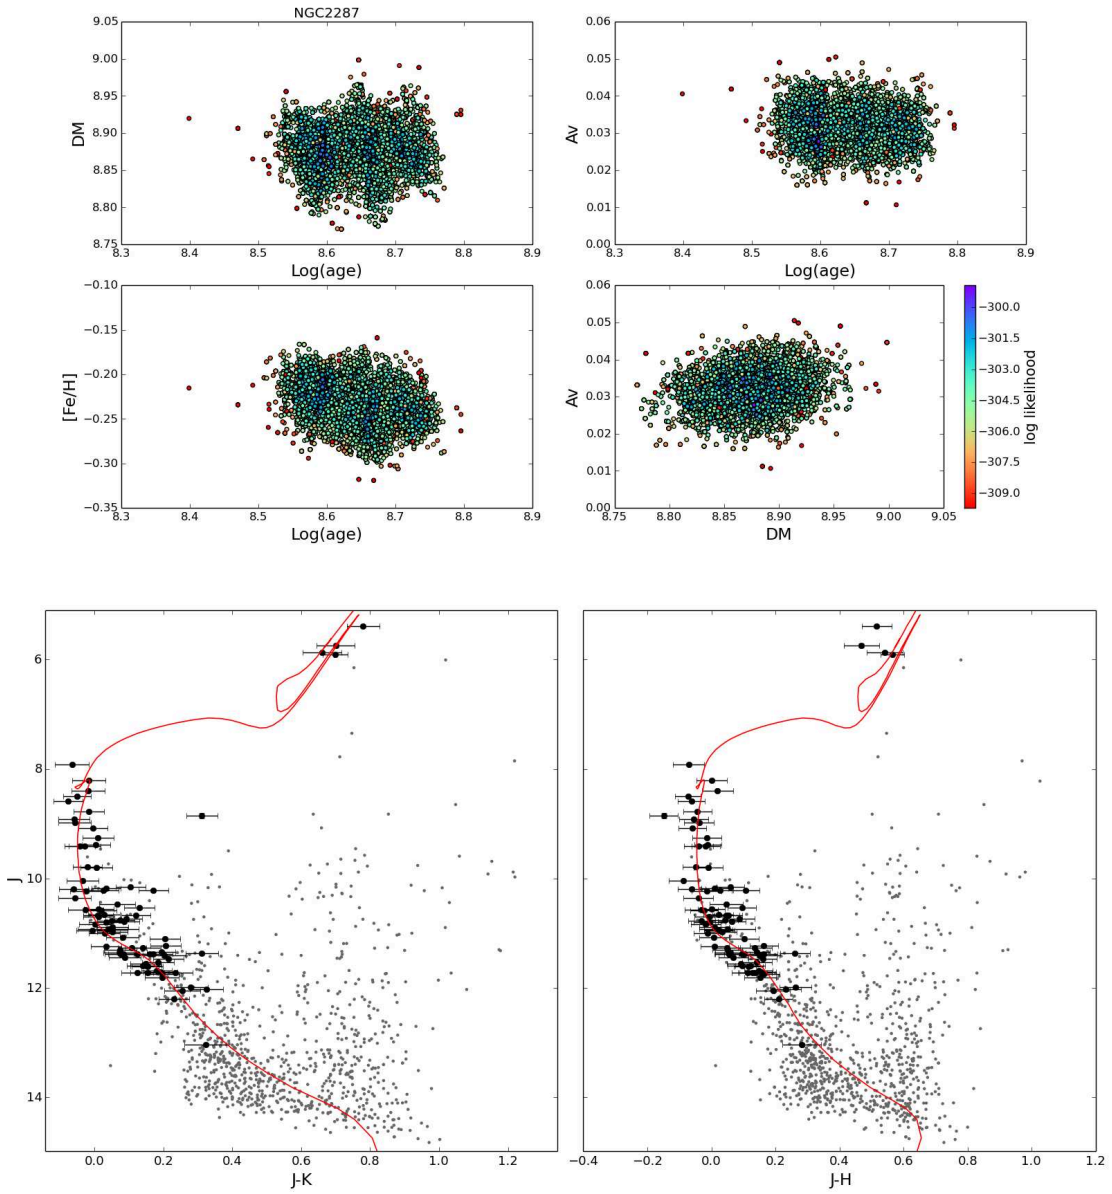 NGC2287
9.05
9.00
8.95
8.90
8.85
8.80
8.75
DM
8.3 8.4 8.5 8.6 8.7 8.8 8.9
Log(age)
0.06
0.05
0.04
0.03
0.02
0.01
0.00
Av
8.3 8.4 8.5 8.6 8.7 8.8 8.9
Log(age)
−0.10
−0.15
−0.20
−0.25
−0.30
−0.35
[Fe/H]
8.3 8.4 8.5 8.6 8.7 8.8 8.9
Log(age)
0.06
0.05
0.04
0.03
0.02
0.01
0.00
Av
8.75 8.80 8.85 8.90 8.95 9.00 9.05
DM
−300.0
−301.5
−303.0
−304.5
−306.0
−307.5
−309.0
log likelihood
6
8
10
12
14
J
0.0 0.2 0.4 0.6 0.8 1.0 1.2
J-K
−0.4 −0.2 0.0 0.2 0.4 0.6 0.8 1.0 1.2
J-H